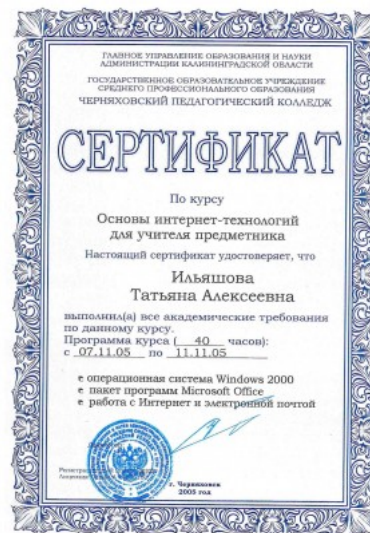 ГЛАВНОЕ УПРАВЛЕНИЕ ОБРАЗОВАНИЯ И НАУКИ
АДМИНИСТРАЦИИ КАЛИНИНГРАДСКОЙ ОБЛАСТИ
ГОСУДАРСТВЕННОЕ ОБРАЗОВАТЕЛЬНОЕ УЧРЕЖДЕНИЕ
СРЕДНЕГО ПРОФЕССИОНАЛЬНОГО ОБРАЗОВАНИЯ
ЧЕРНЯХОВСКИЙ ПЕДАГОГИЧЕСКИЙ КОЛЛЕДЖ
СЕРТИФИКАТ
По курсу
Основы интернет-технологий
для учителя предметника
Настоящий сертификат удостоверяет, что
Ильяшова
Татьяна Алексеевна
выполнил(а) все академические требования
по данному курсу.
Программа курса ( 40 часов):
с 07.11.05 по 11.11.05
операционная система Windows 2000
пакет программ Microsoft Office
работа с Интернет и электронной почтой
г. Черняховск
2005 год